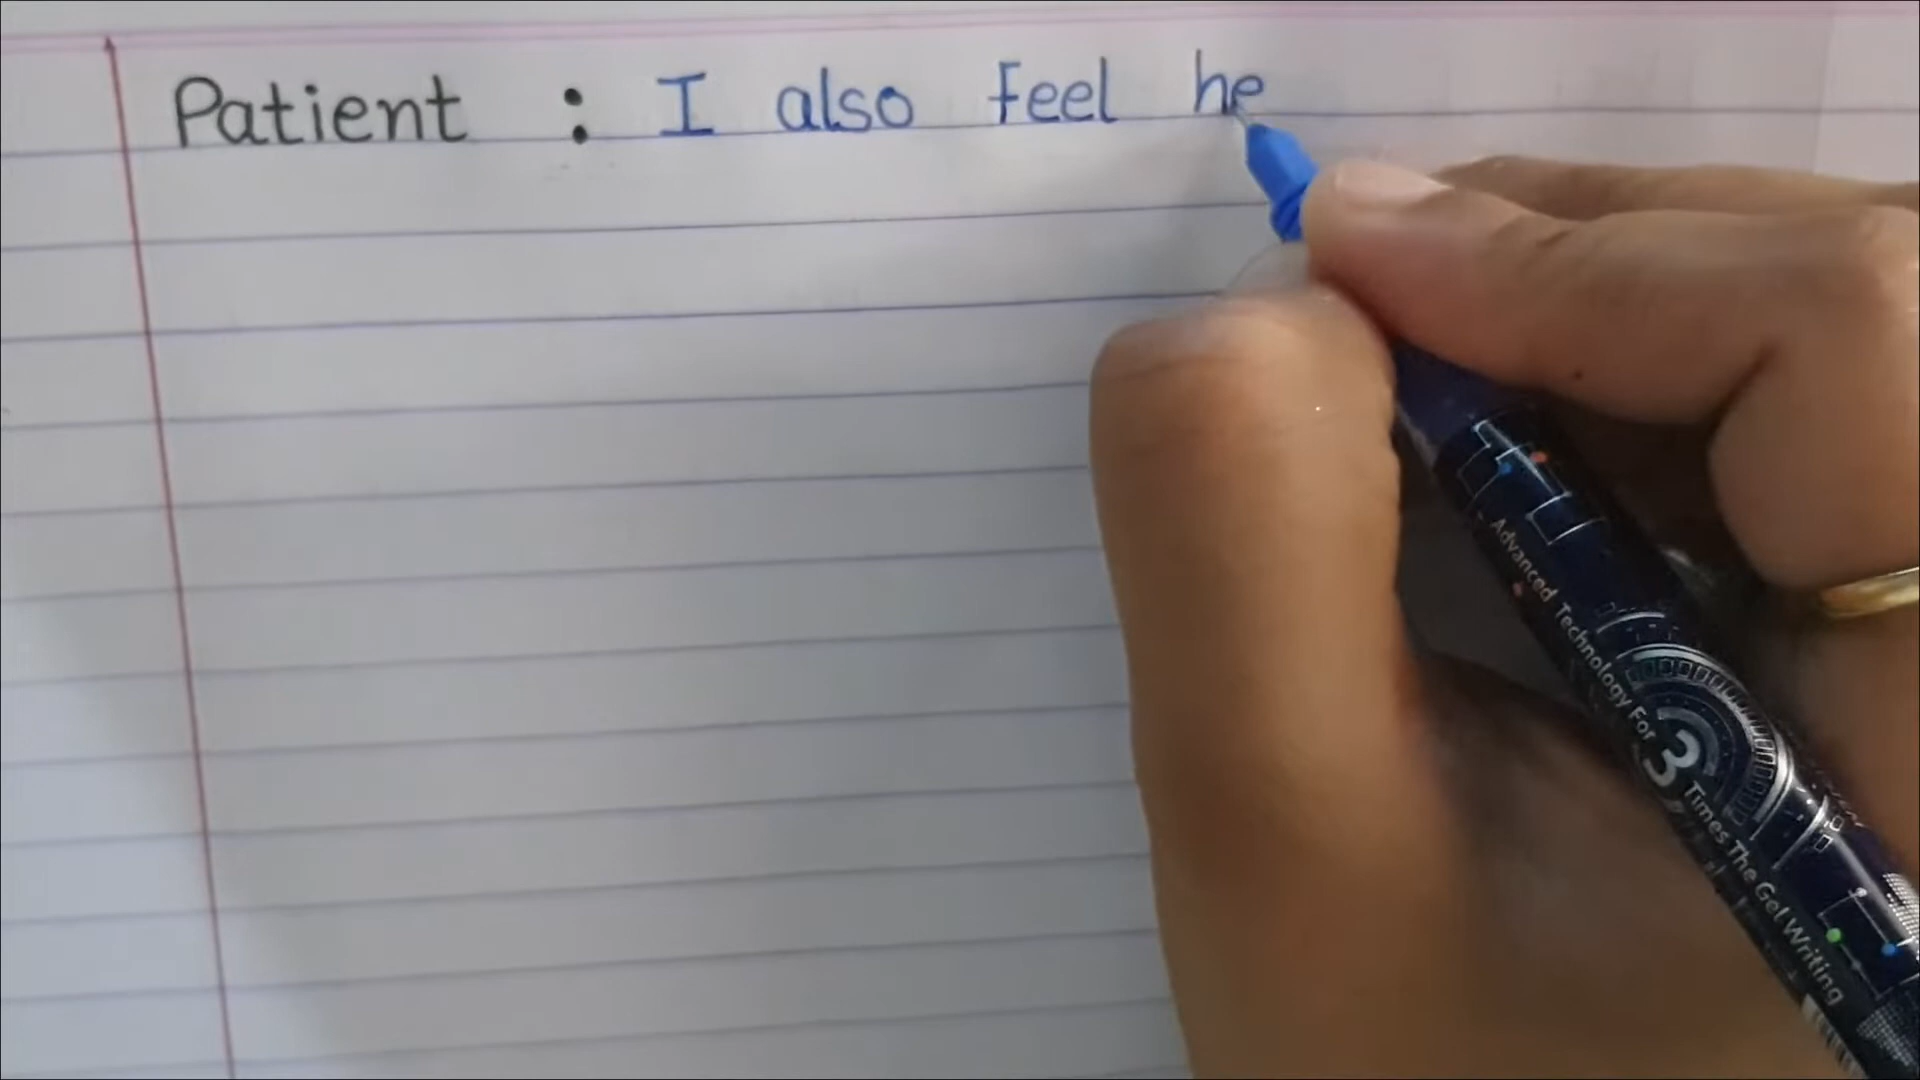 Patient : I also feel he
Advanced Technology For 3 Times The Gel Writing